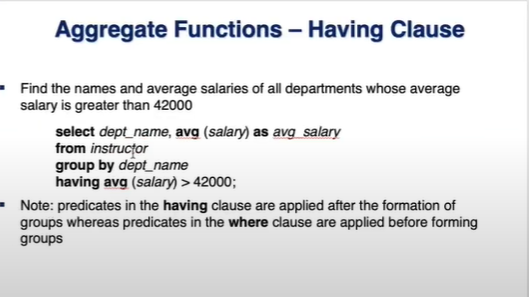 Aggregate Functions – Having Clause
Find the names and average salaries of all departments whose average
salary is greater than 42000
select dept_name, avg (salary) as avg_salary
from instructor
group by dept_name
having avg (salary) > 42000;
Note: predicates in the having clause are applied after the formation of
groups whereas predicates in the where clause are applied before forming
groups